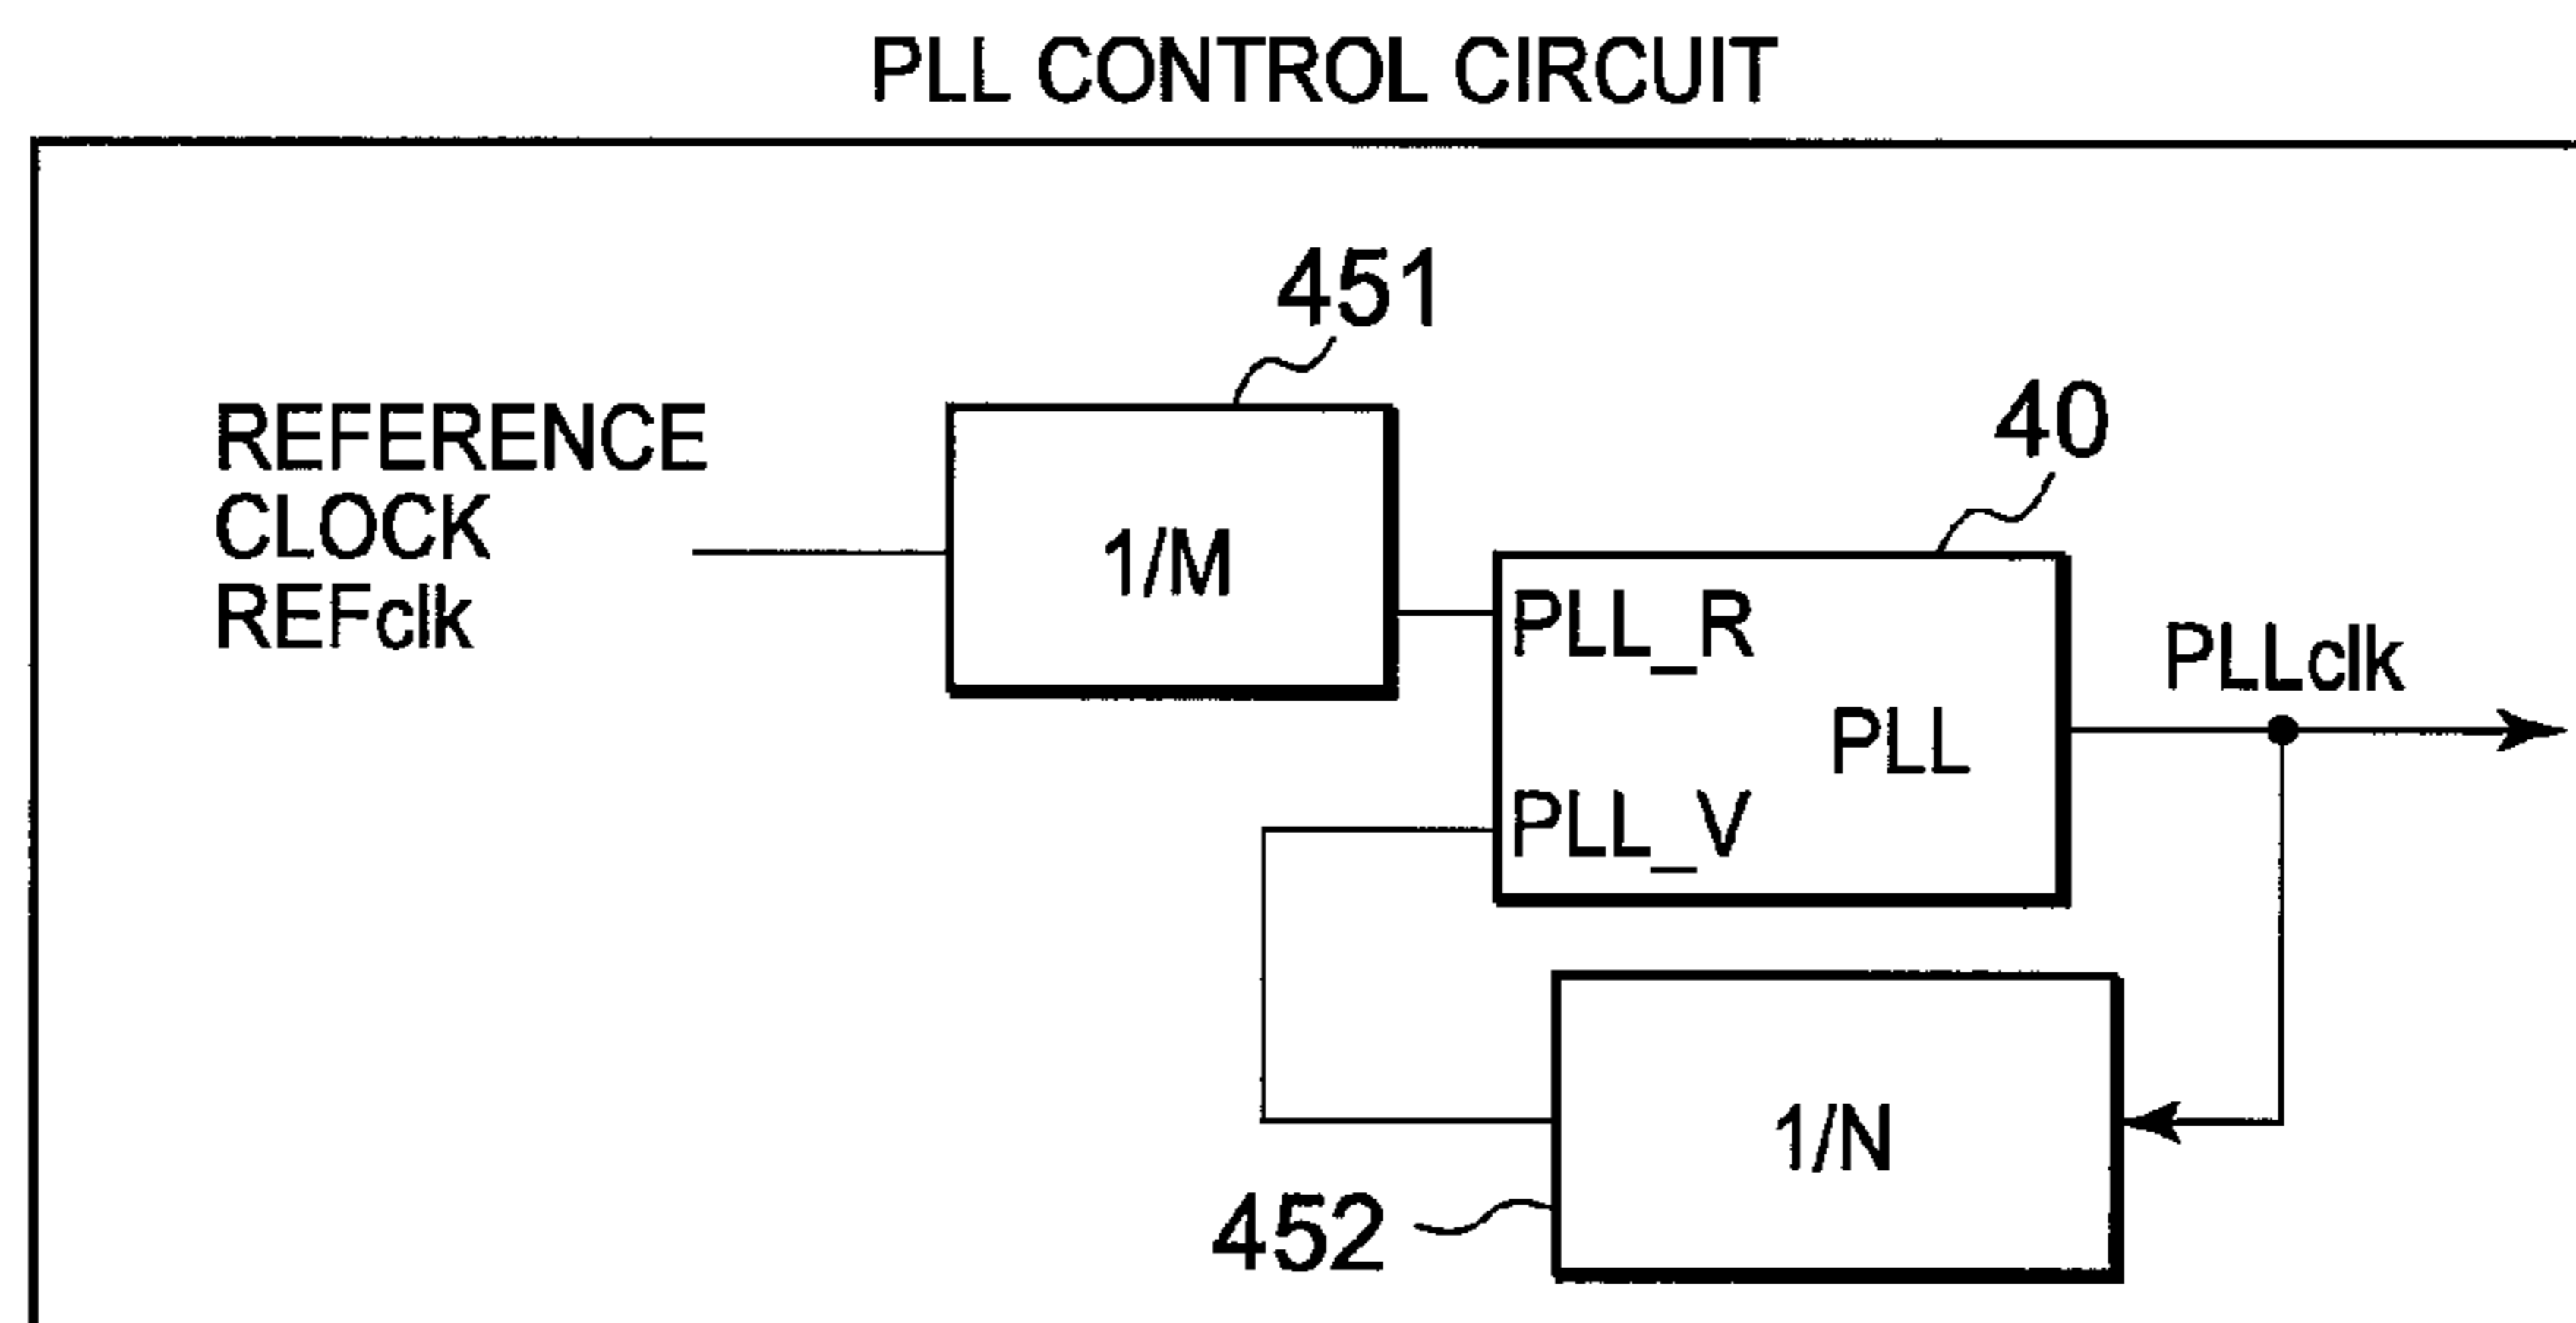 PLL CONTROL CIRCUIT
451
REFERENCE
CLOCK
REFclk
1/M
40
PLL_R
PLL
PLL_V
PLLclk
1/N
452